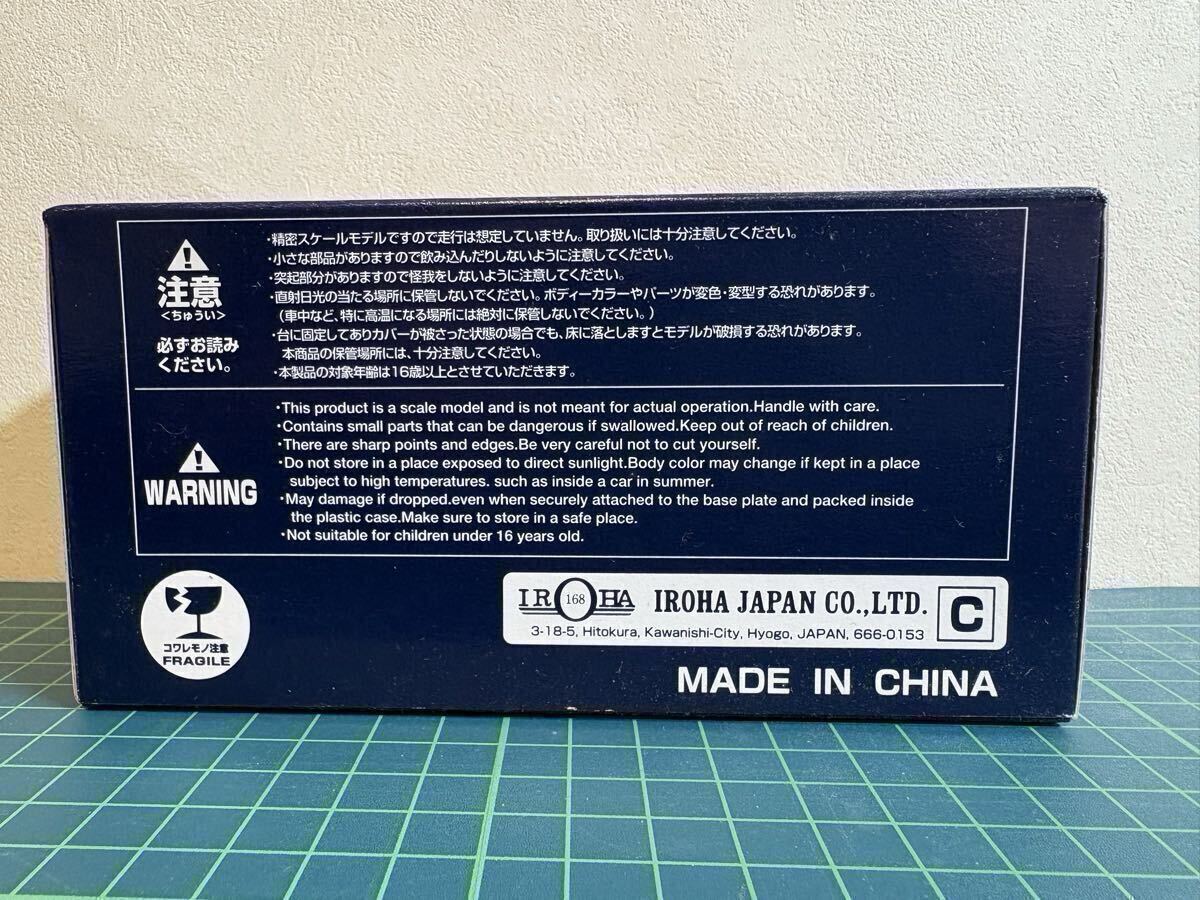 注意
<ちゅうい>
必ずお読み
ください。
・精密スケールモデルですので走行は想定していません。取り扱いには十分注意してください。
・小さな部品がありますので飲み込んだりしないように注意してください。
・突起部分がありますので怪我をしないように注意してください。
・直射日光の当たる場所に保管しないでください。ボディーカラーやパーツが変色・変型する恐れがあります。
(車中など、特に高温になる場所には絶対に保管しないでください。)
・台に固定してありカバーが被さった状態の場合でも、床に落としますとモデルが破損する恐れがあります。
本商品の保管場所には、十分注意してください。
・本製品の対象年齢は16歳以上とさせていただきます。
WARNING
・This product is a scale model and is not meant for actual operation.Handle with care.
・Contains small parts that can be dangerous if swallowed.Keep out of reach of children.
・There are sharp points and edges.Be very careful not to cut yourself.
・Do not store in a place exposed to direct sunlight.Body color may change if kept in a place
subject to high temperatures. such as inside a car in summer.
・May damage if dropped.even when securely attached to the base plate and packed inside
the plastic case.Make sure to store in a safe place.
・Not suitable for children under 16 years old.
コワレモノ注意
FRAGILE
IROHA 168 IROHA JAPAN CO.,LTD. C
3-18-5, Hitokura, Kawanishi-City, Hyogo, JAPAN, 666-0153
MADE IN CHINA